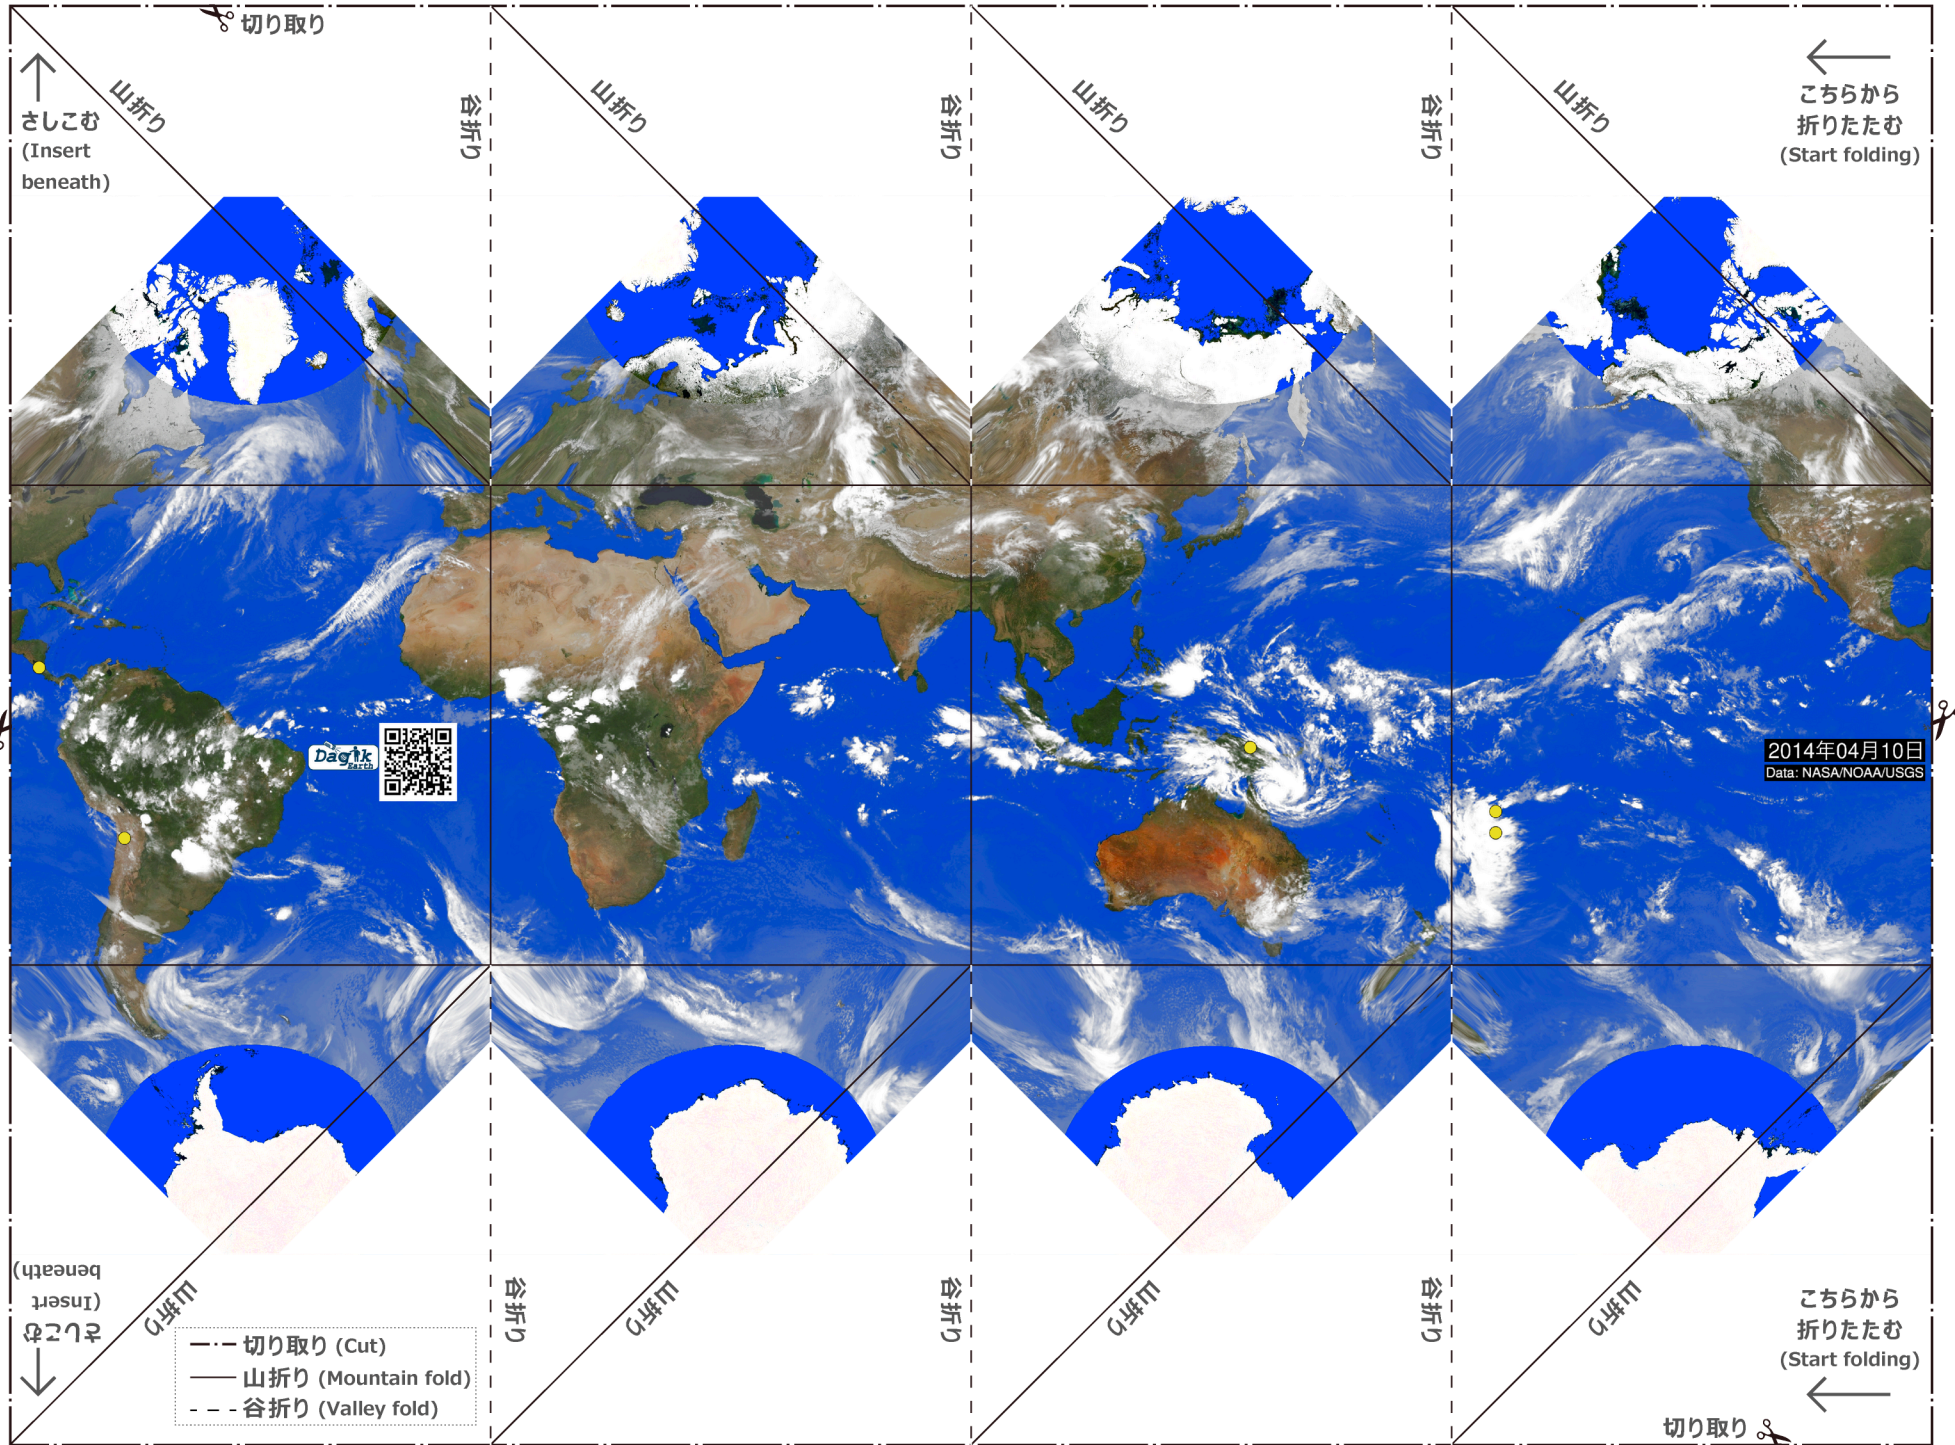 切り取り
山折り
谷折り
山折り
谷折り
山折り
谷折り
山折り
さしこむ
(Insert
beneath)
こちらから
折りたたむ
(Start folding)
Dagik
Earth
2014年04月10日
Data: NASA/NOAA/USGS
さしこむ
(Insert
beneath)
山折り
谷折り
山折り
谷折り
山折り
谷折り
山折り
こちらから
折りたたむ
(Start folding)
切り取り (Cut)
山折り (Mountain fold)
谷折り (Valley fold)
切り取り